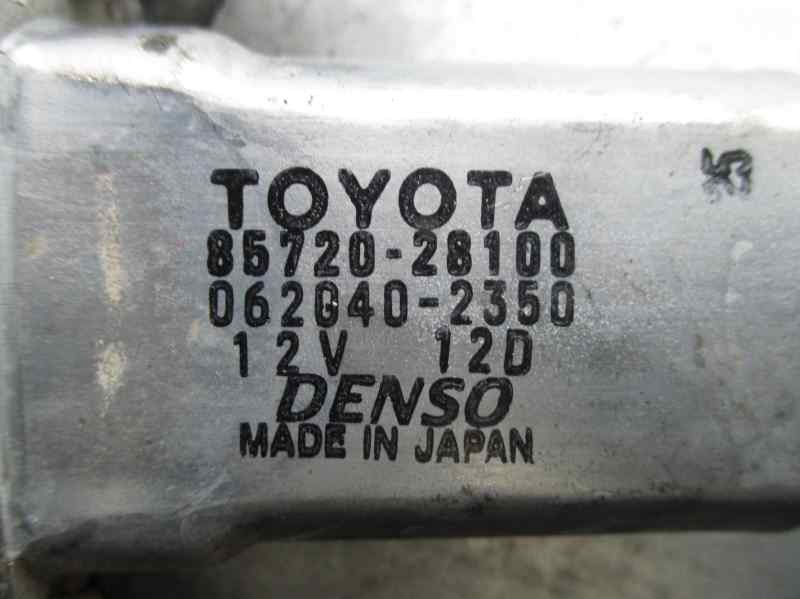 TOYOTA
85720-28100
062040-2350
12V 12D
DENSO
MADE IN JAPAN